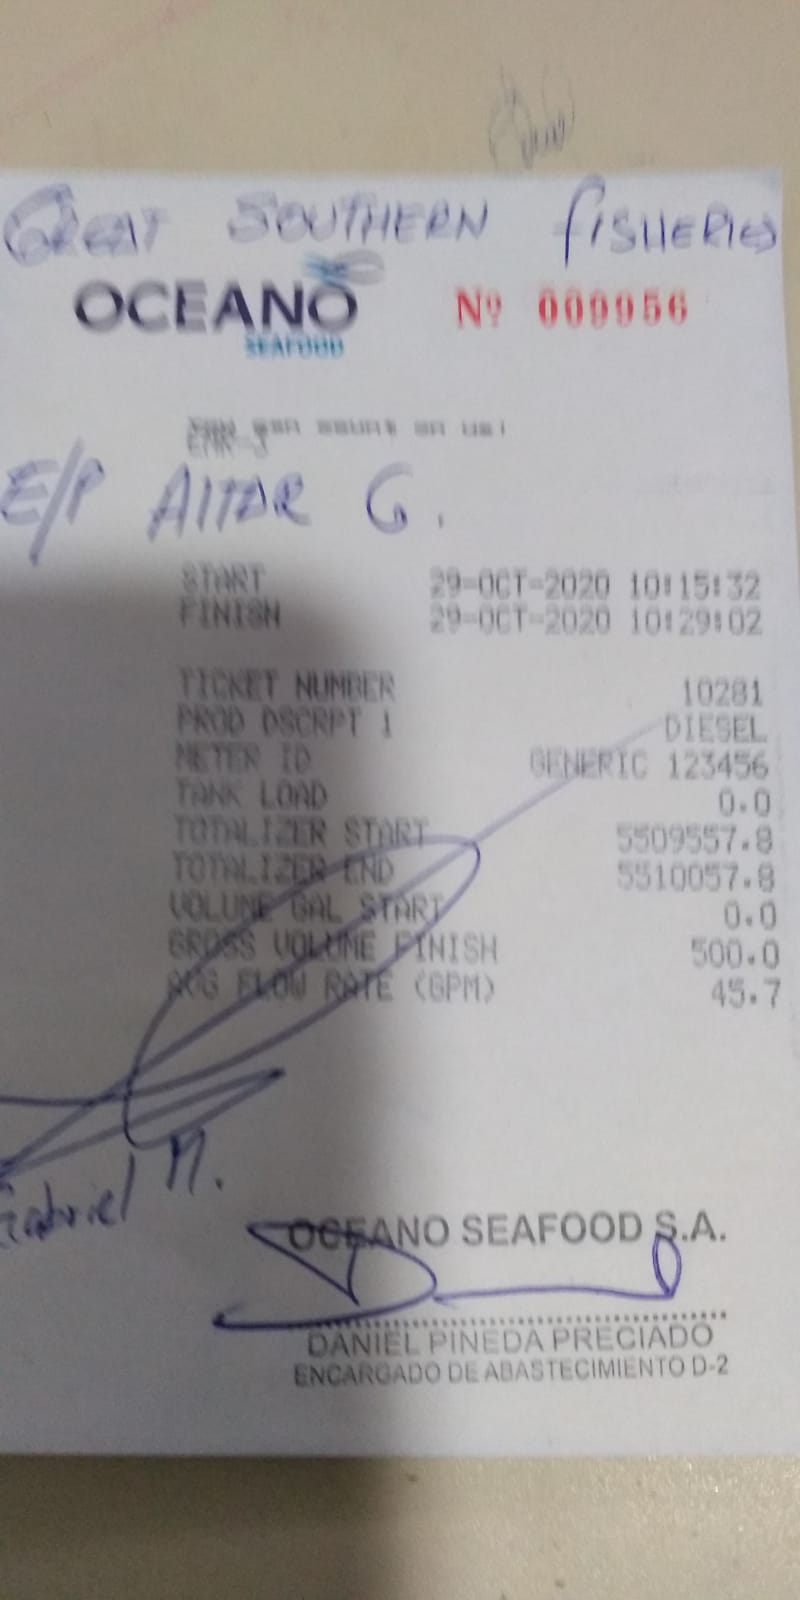 GREAT SOUTHERN FISHERIES
OCEANO
SEAFOOD
Nº 009956
EMR-3
E/P AITOR G.
START 29-OCT-2020 10:15:32
FINISH 29-OCT-2020 10:29:02
TICKET NUMBER 10281
PROD DSCRPT 1 DIESEL
METER ID GENERIC 123456
TANK LOAD 0.0
TOTALIZER START 5509557.8
TOTALIZER END 5510057.8
VOLUME GAL START 0.0
GROSS VOLUME FINISH 500.0
AVG FLOW RATE (GPM) 45.7
Gabriel M.
OCEANO SEAFOOD S.A.
DANIEL PINEDA PRECIADO
ENCARGADO DE ABASTECIMIENTO D-2